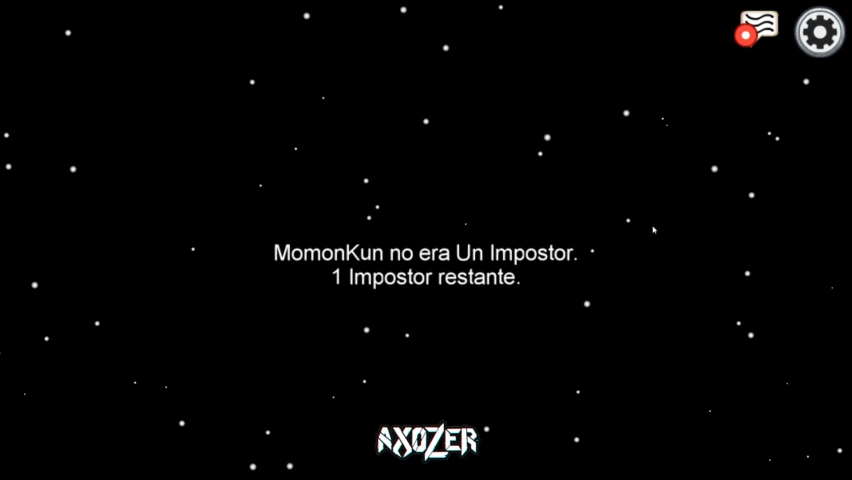 MomonKun no era Un Impostor.
1 Impostor restante.
AXOZER